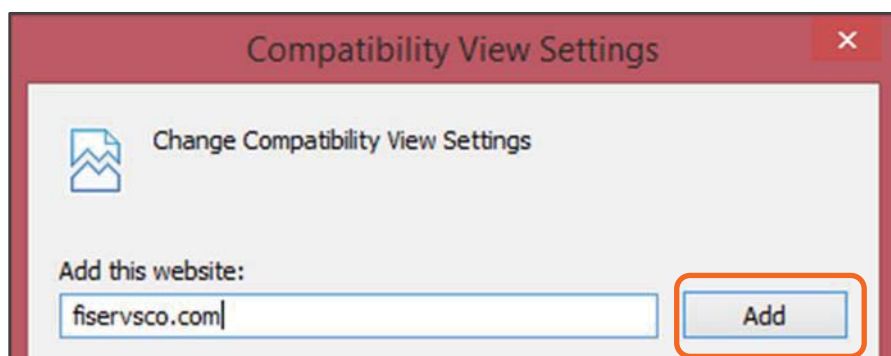 Compatibility View Settings
Change Compatibility View Settings
Add this website:
fiservsco.com
Add